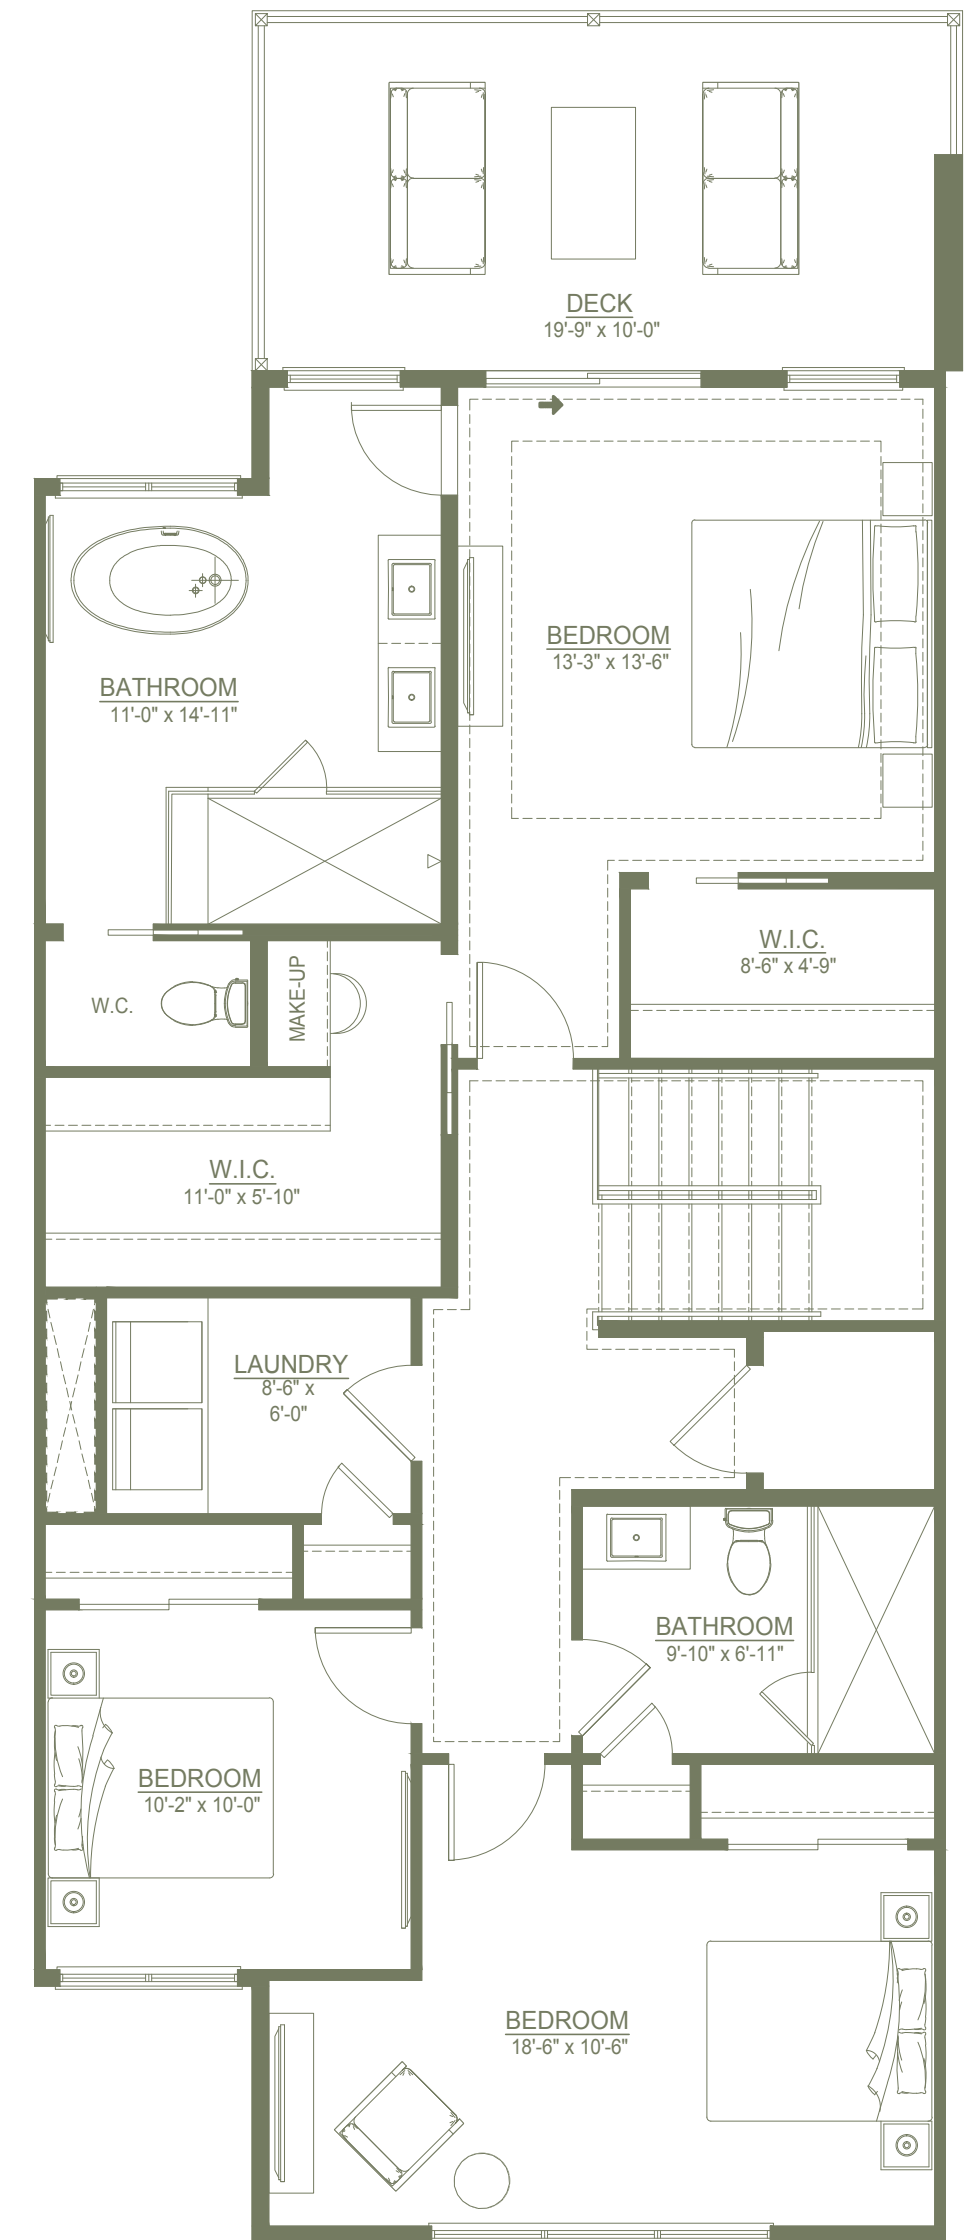 DECK
19'-9" x 10'-0"
BEDROOM
13'-3" x 13'-6"
BATHROOM
11'-0" x 14'-11"
W.I.C.
8'-6" x 4'-9"
W.C.
MAKE-UP
W.I.C.
11'-0" x 5'-10"
LAUNDRY
8'-6" x
6'-0"
BATHROOM
9'-10" x 6'-11"
BEDROOM
10'-2" x 10'-0"
BEDROOM
18'-6" x 10'-6"